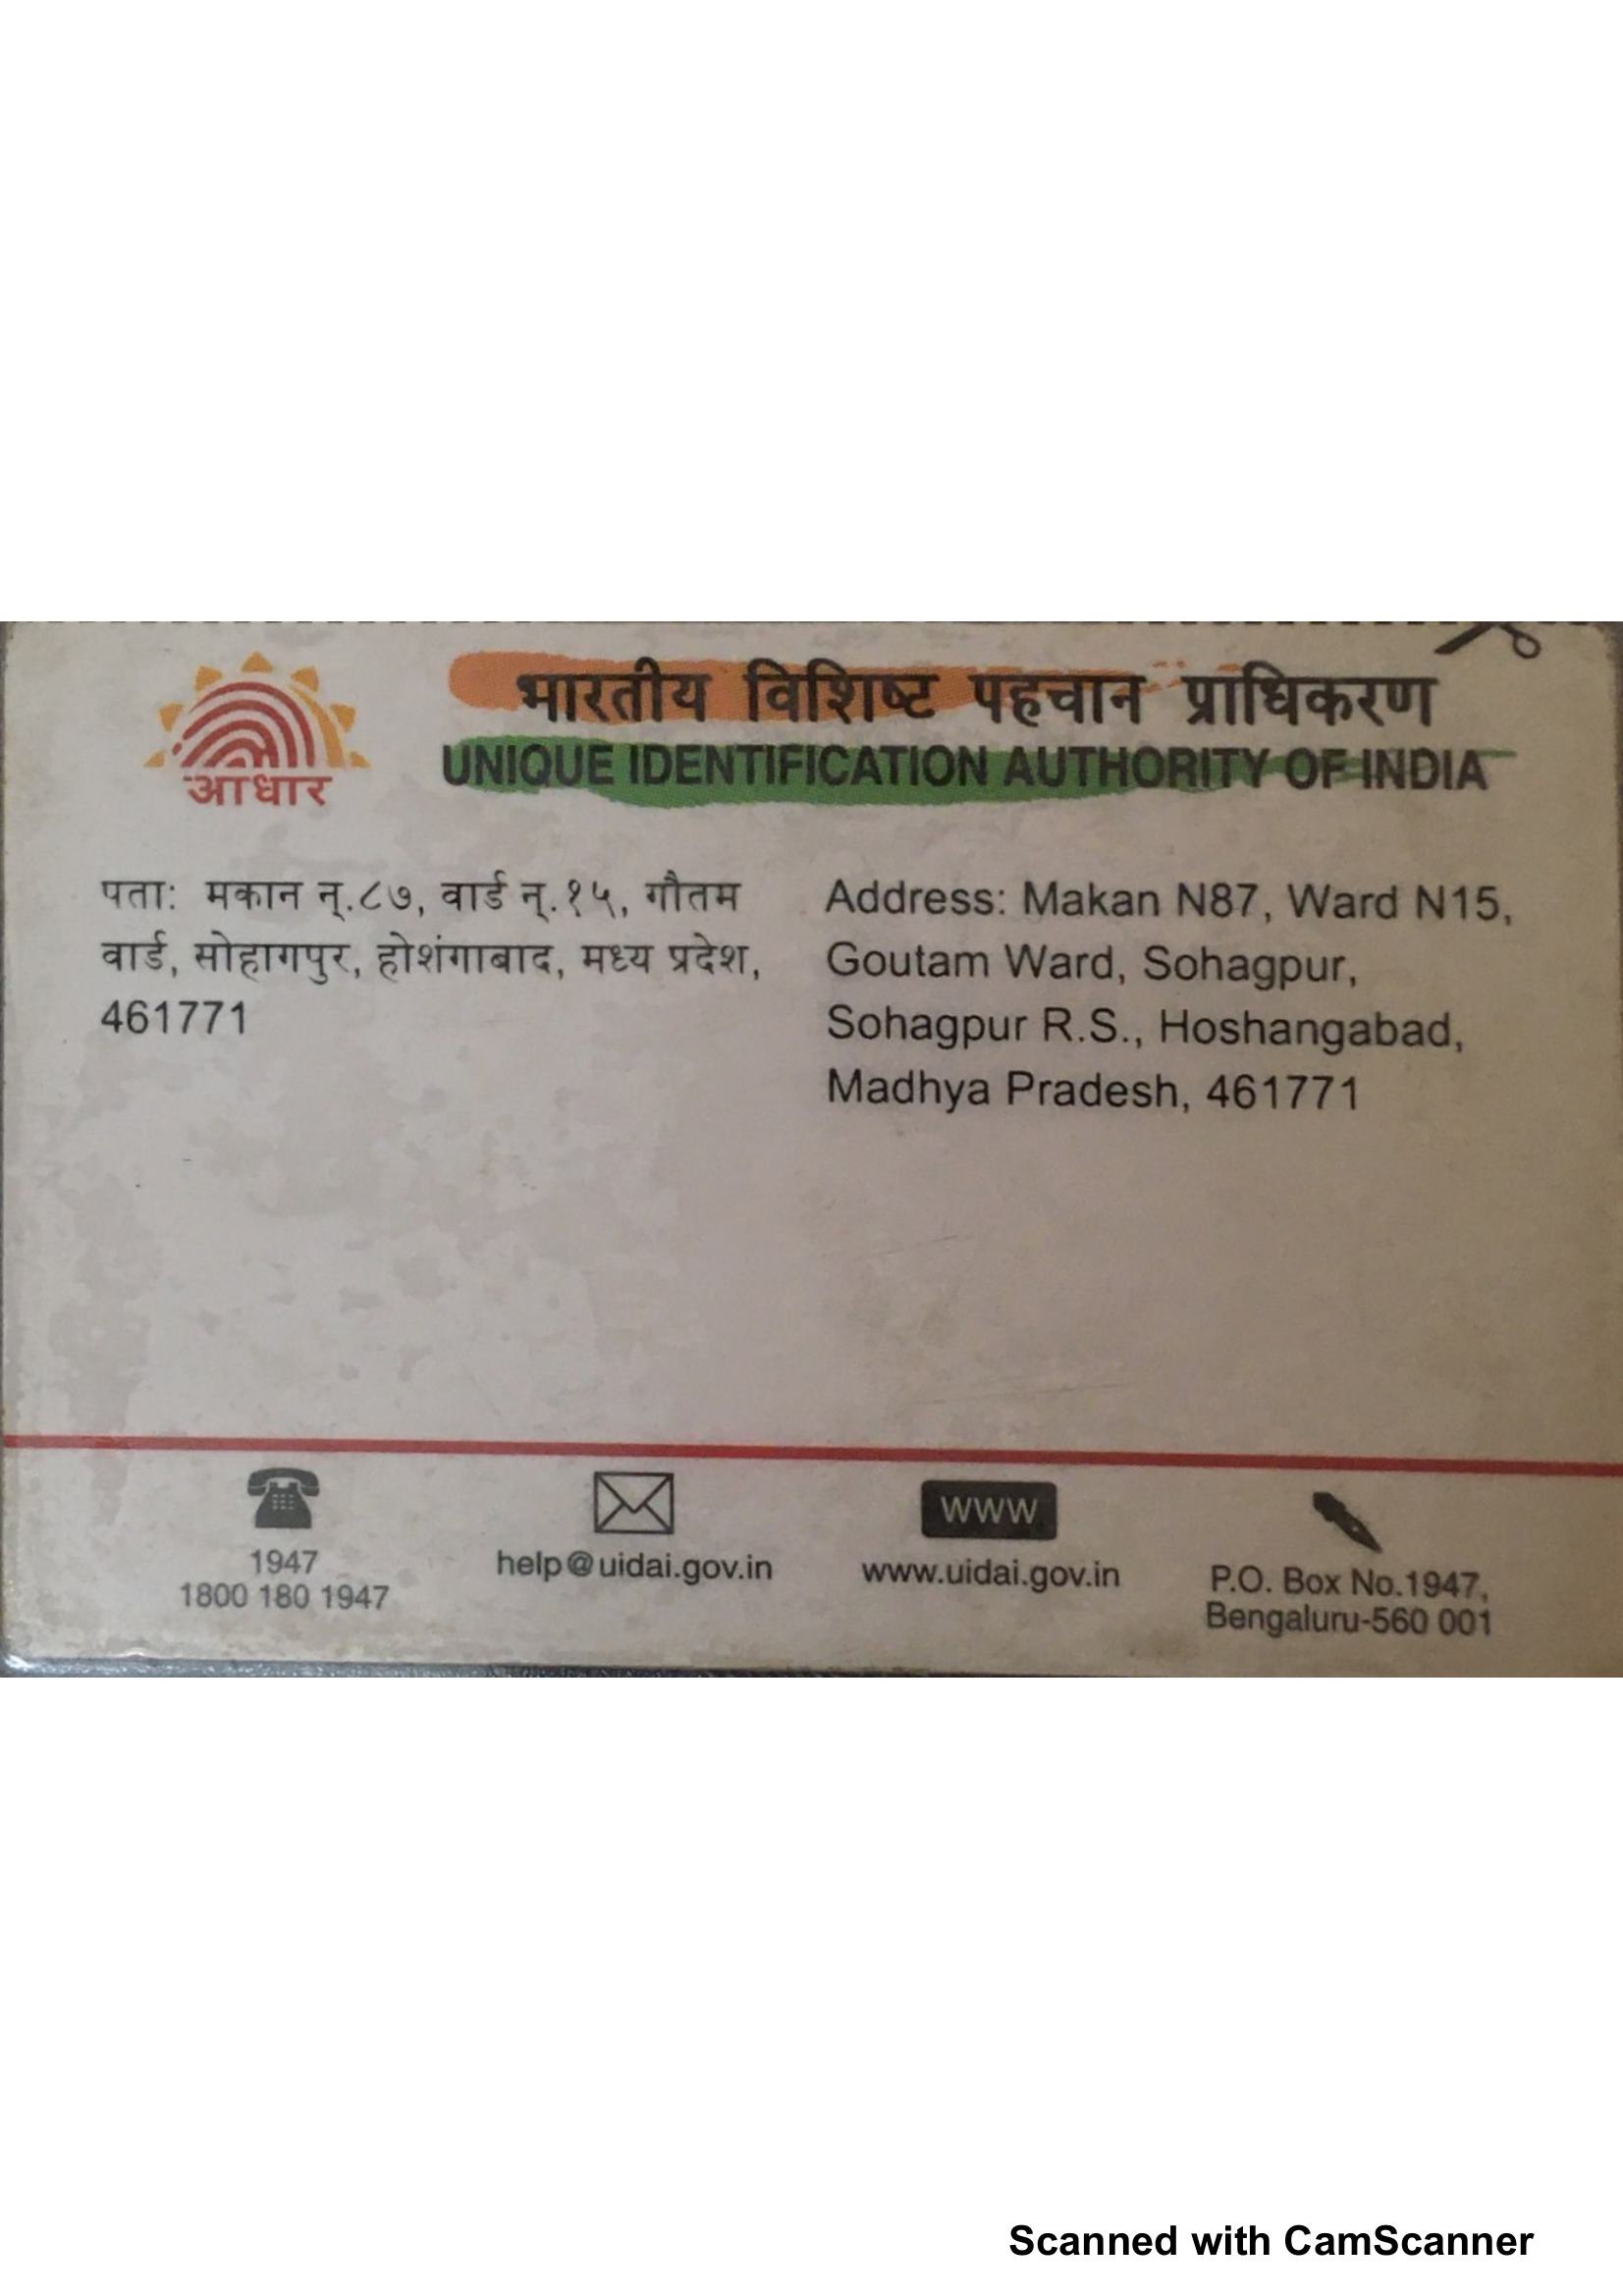 भारतीय विशिष्ट पहचान प्राधिकरण
UNIQUE IDENTIFICATION AUTHORITY OF INDIA
आधार
पता: मकान न्.८७, वार्ड न्.१५, गौतम
वार्ड, सोहागपुर, होशंगाबाद, मध्य प्रदेश,
461771
Address: Makan N87, Ward N15,
Goutam Ward, Sohagpur,
Sohagpur R.S., Hoshangabad,
Madhya Pradesh, 461771
1947
1800 180 1947
help@uidai.gov.in
WWW
www.uidai.gov.in
P.O. Box No.1947,
Bengaluru-560 001
Scanned with CamScanner